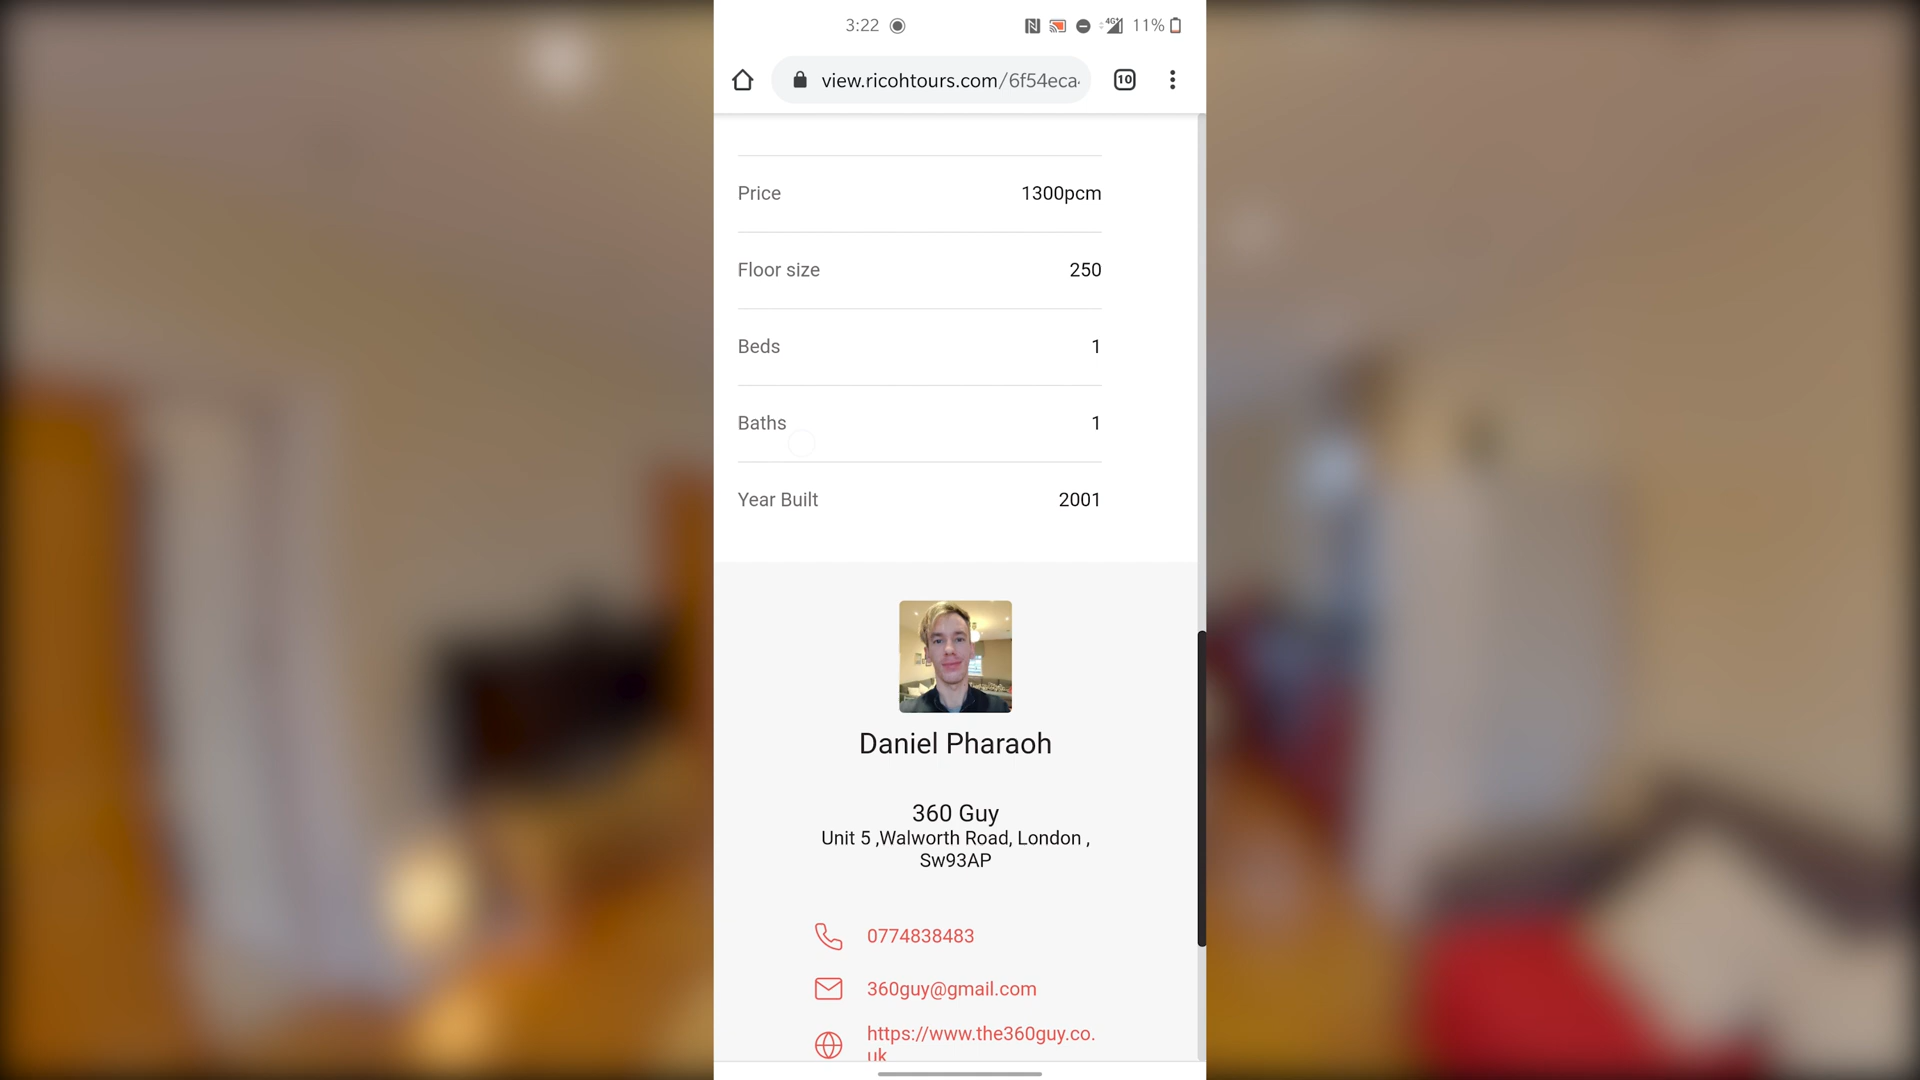 3:22 4G+ 11%
view.ricohtours.com/6f54eca 10
Price 1300pcm
Floor size 250
Beds 1
Baths 1
Year Built 2001
Daniel Pharaoh
360 Guy
Unit 5 ,Walworth Road, London ,
Sw93AP
0774838483
360guy@gmail.com
https://www.the360guy.co.
uk